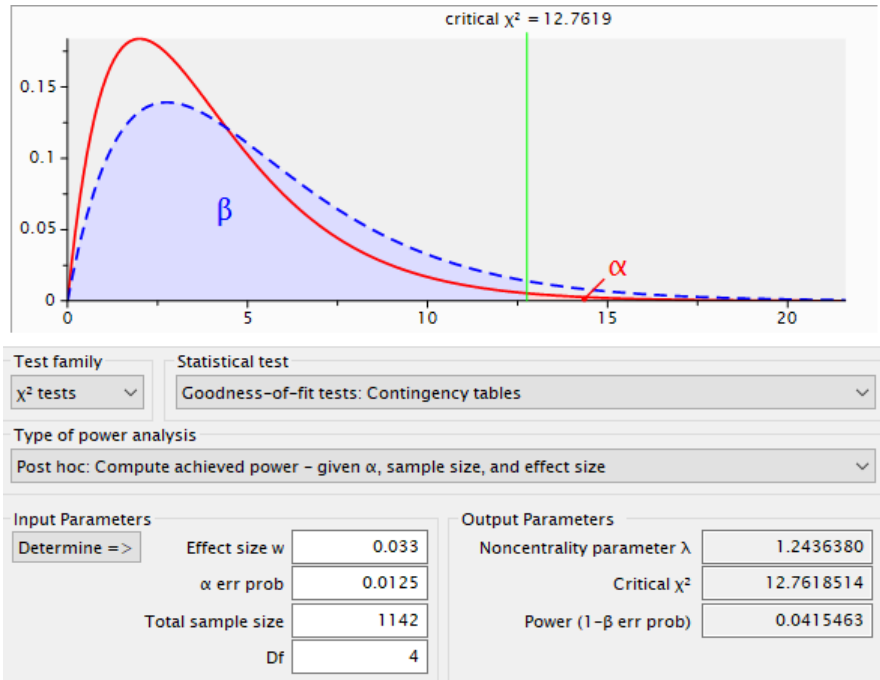 critical χ² = 12.7619
0.15
0.1
0.05
0
β
α
0 5 10 15 20
Test family
Statistical test
χ² tests
Goodness-of-fit tests: Contingency tables
Type of power analysis
Post hoc: Compute achieved power - given α, sample size, and effect size
Input Parameters
Output Parameters
Determine => Effect size w 0.033
Noncentrality parameter λ 1.2436380
α err prob 0.0125
Critical χ² 12.7618514
Total sample size 1142
Power (1-β err prob) 0.0415463
Df 4